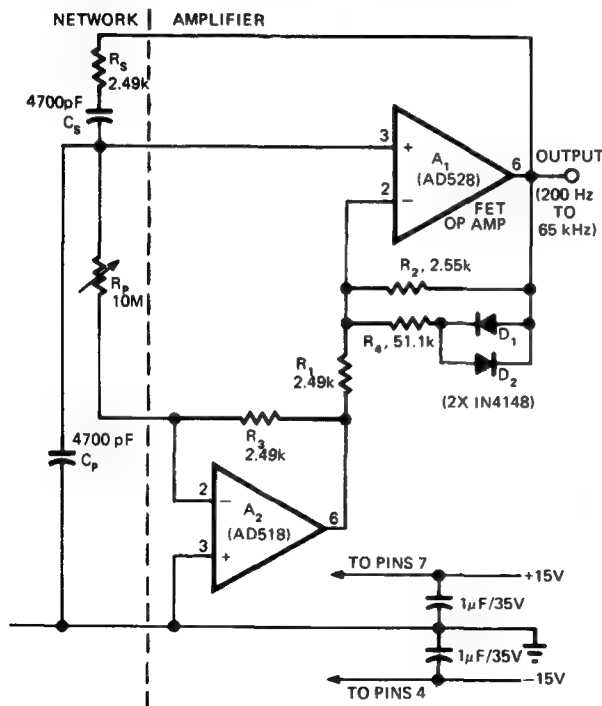 NETWORK
AMPLIFIER
R_S
2.49k
4700pF
C_S
3
+
A_1
(AD528)
6
2
−
FET
OP AMP
OUTPUT
(200 Hz
TO
65 kHz)
R_2, 2.55k
R_P
10M
R_4, 51.1k
D_1
D_2
(2X IN4148)
R_1
2.49k
R_3
2.49k
4700 pF
C_P
2
−
A_2
(AD518)
6
3
+
TO PINS 7
+15V
1μF/35V
1μF/35V
TO PINS 4
−15V